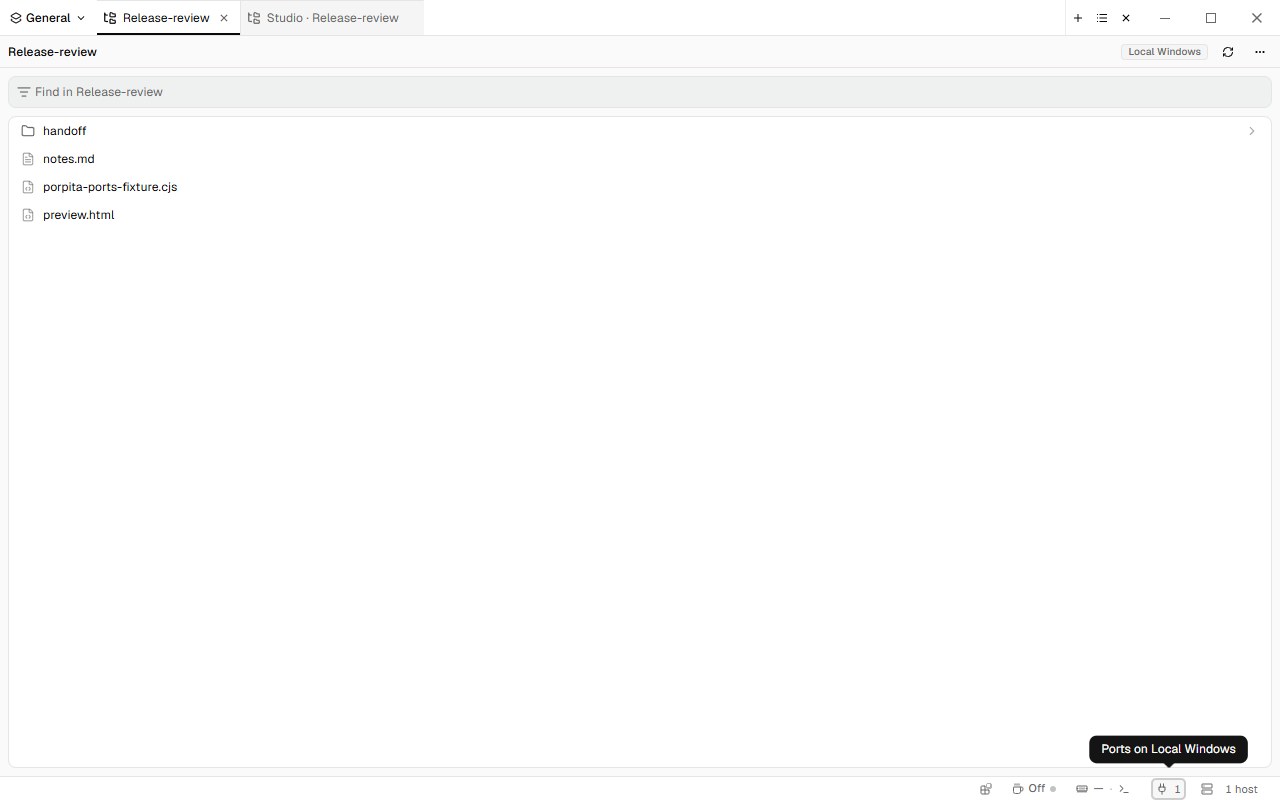 General
Release-review
Studio · Release-review
Release-review
Local Windows
Find in Release-review
handoff
notes.md
porpita-ports-fixture.cjs
preview.html
Ports on Local Windows
Off
1
1 host